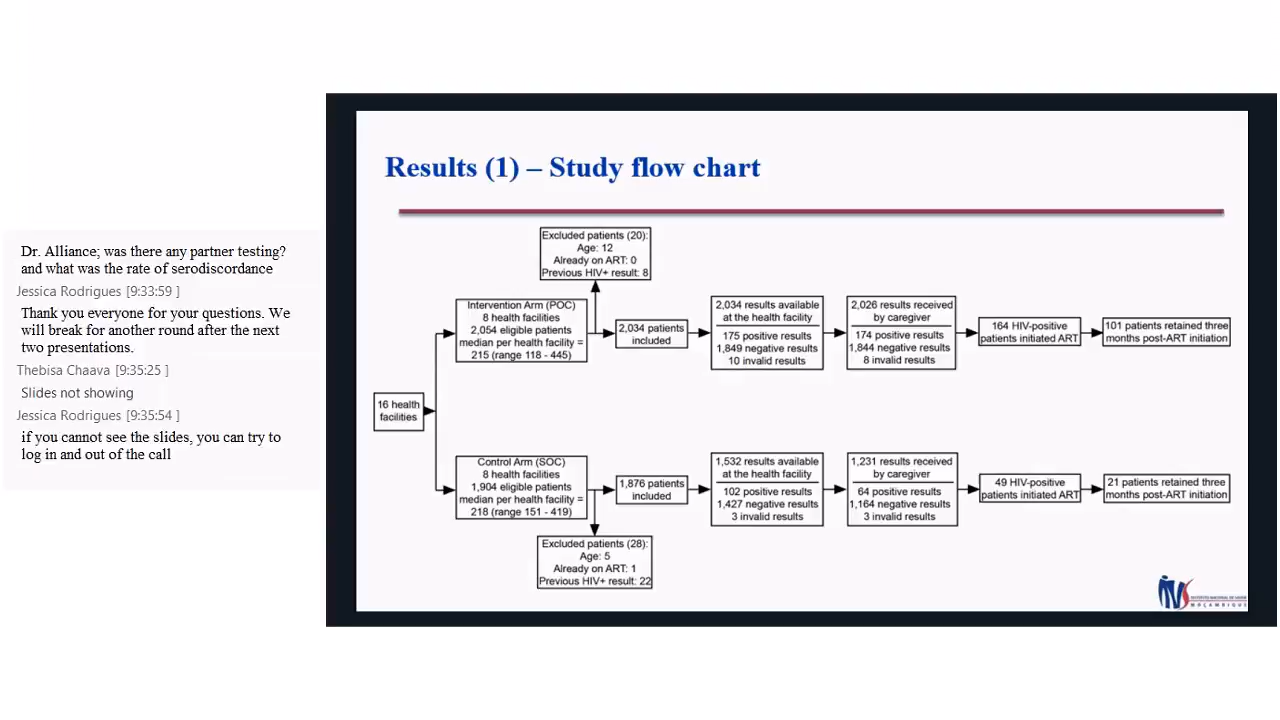 Dr. Alliance; was there any partner testing?
and what was the rate of serodiscordance
Jessica Rodrigues [9:33:59 ]
Thank you everyone for your questions. We
will break for another round after the next
two presentations.
Thebisa Chaava [9:35:25 ]
Slides not showing
Jessica Rodrigues [9:35:54 ]
if you cannot see the slides, you can try to
log in and out of the call
Results (1) – Study flow chart
16 health
facilities
Intervention Arm (POC)
8 health facilities
2,054 eligible patients
median per health facility =
215 (range 118 - 445)
Excluded patients (20):
Age: 12
Already on ART: 0
Previous HIV+ result: 8
2,034 patients
included
2,034 results available
at the health facility
175 positive results
1,849 negative results
10 invalid results
2,026 results received
by caregiver
174 positive results
1,844 negative results
8 invalid results
164 HIV-positive
patients initiated ART
101 patients retained three
months post-ART initiation
Control Arm (SOC)
8 health facilities
1,904 eligible patients
median per health facility =
218 (range 151 - 419)
Excluded patients (28):
Age: 5
Already on ART: 1
Previous HIV+ result: 22
1,876 patients
included
1,532 results available
at the health facility
102 positive results
1,427 negative results
3 invalid results
1,231 results received
by caregiver
64 positive results
1,164 negative results
3 invalid results
49 HIV-positive
patients initiated ART
21 patients retained three
months post-ART initiation
INS
INSTITUTO NACIONAL DE SAÚDE
MOÇAMBIQUE